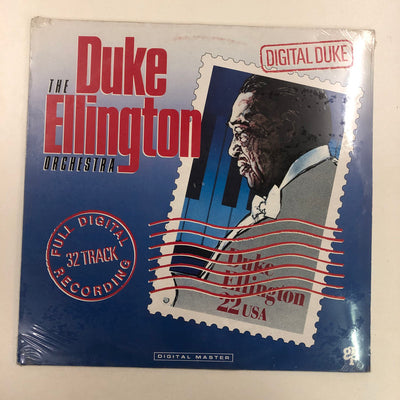 DIGITAL DUKE
THE
Duke
Ellington
ORCHESTRA
FULL DIGITAL
32 TRACK
RECORDING
Duke
Ellington
22 USA
DIGITAL MASTER